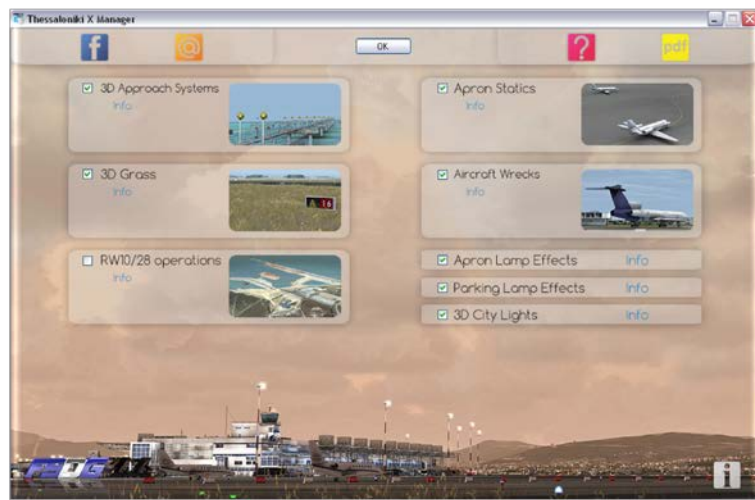 Thessaloniki X Manager
f @ OK ? pdf
3D Approach Systems
Info
Apron Statics
Info
3D Grass
Info
16
Aircraft Wrecks
Info
RW10/28 operations
Info
Apron Lamp Effects Info
Parking Lamp Effects Info
3D City Lights Info
i